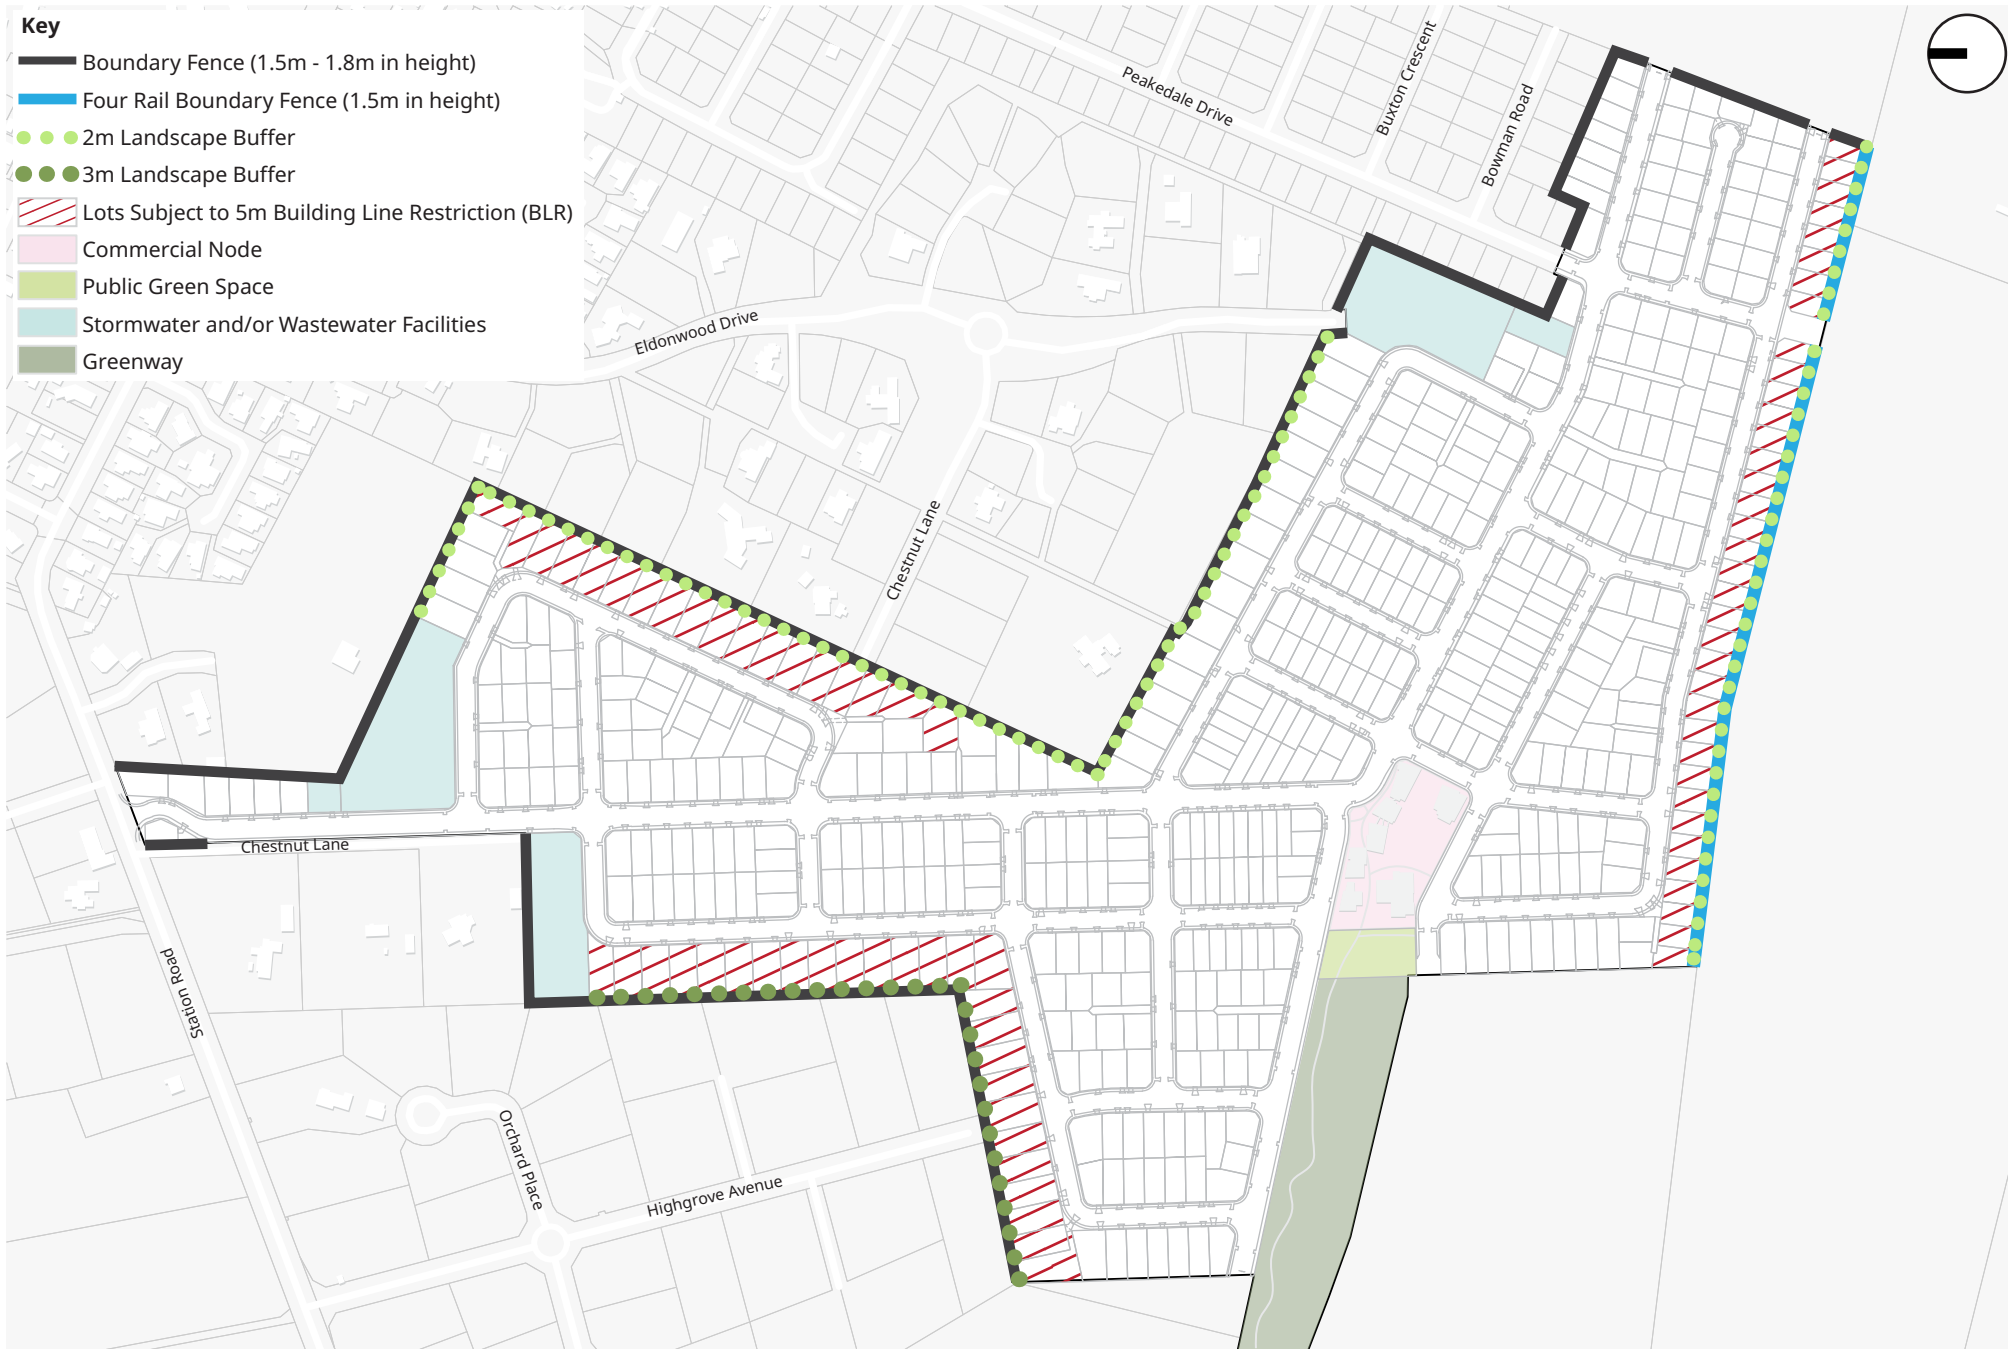 Key
Boundary Fence (1.5m - 1.8m in height)
Four Rail Boundary Fence (1.5m in height)
2m Landscape Buffer
3m Landscape Buffer
Lots Subject to 5m Building Line Restriction (BLR)
Commercial Node
Public Green Space
Stormwater and/or Wastewater Facilities
Greenway
Peakedale Drive
Buxton Crescent
Bowman Road
Eldonwood Drive
Chestnut Lane
Chestnut Lane
Station Road
Orchard Place
Highgrove Avenue